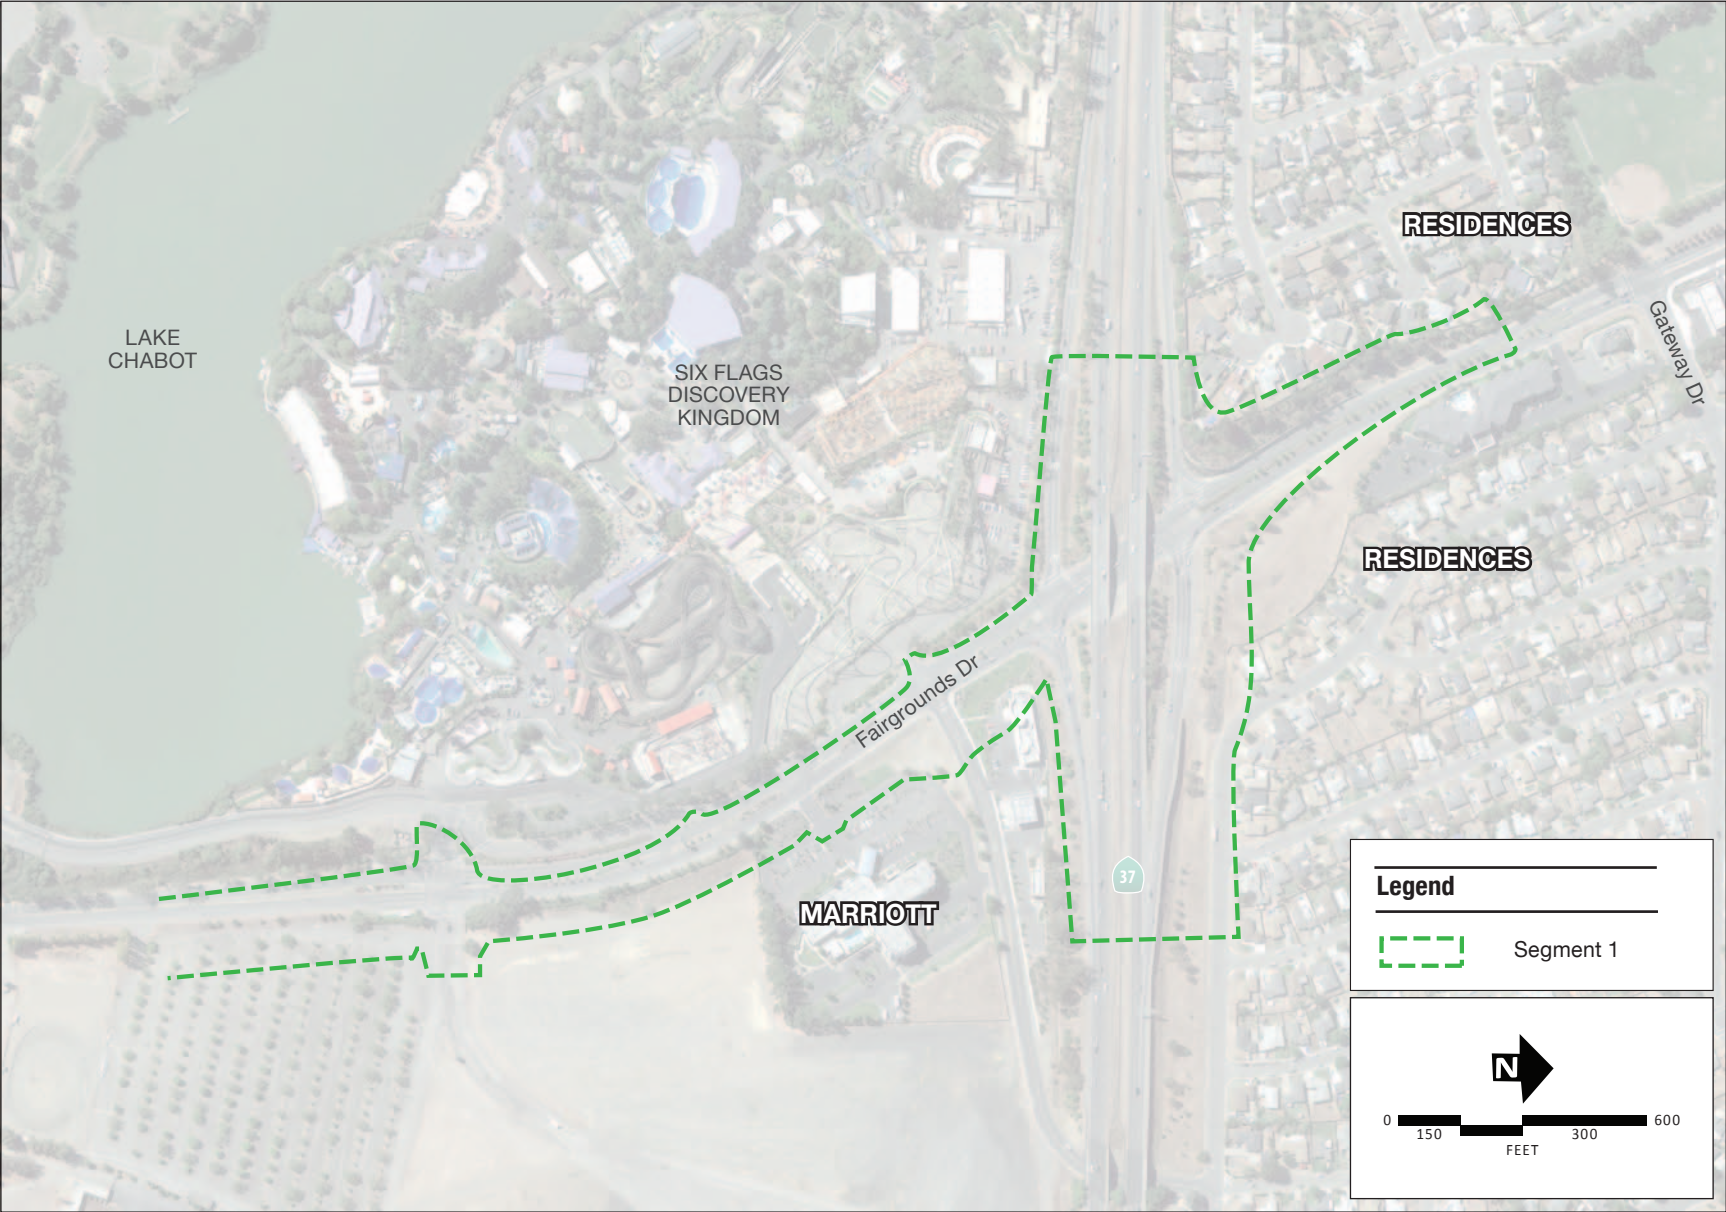 RESIDENCES
Gateway Dr
LAKE
CHABOT
SIX FLAGS
DISCOVERY
KINGDOM
RESIDENCES
Fairgrounds Dr
37
MARRIOTT
Legend
Segment 1
N
0
600
150
300
FEET